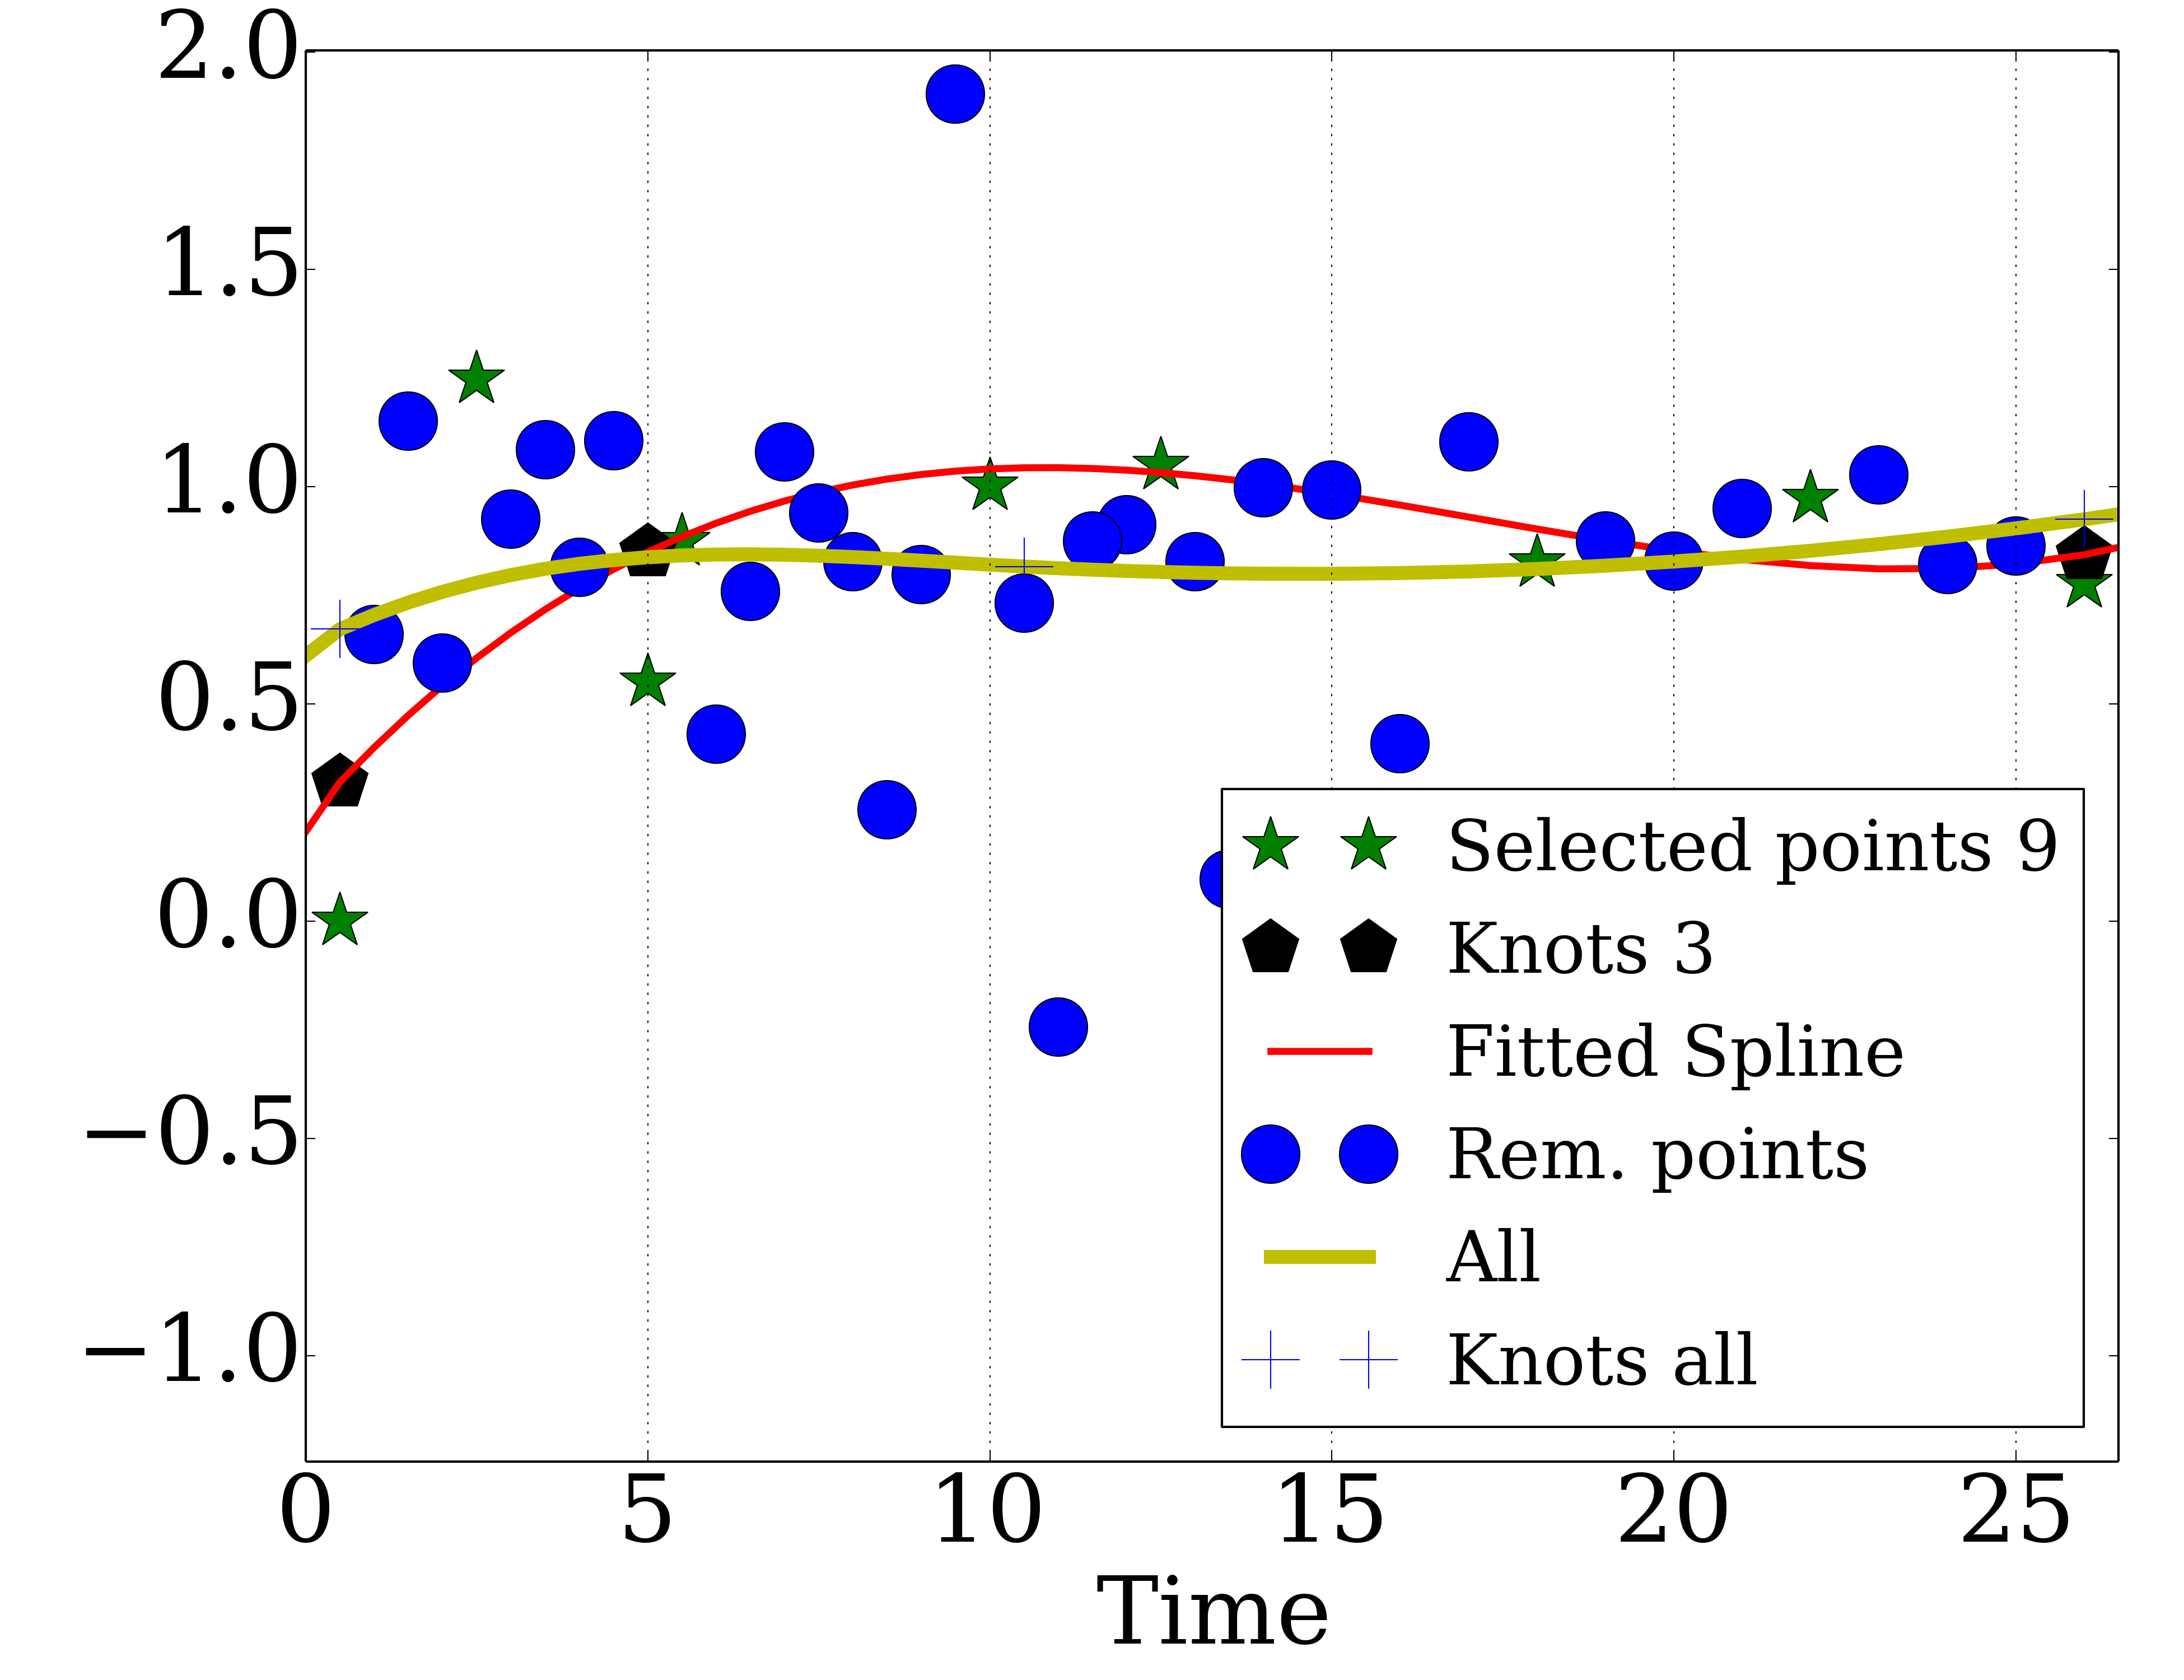 2.0
1.5
1.0
0.5
0.0
−0.5
−1.0
Selected points 9
Knots 3
Fitted Spline
Rem. points
All
Knots all
0 5 10 15 20 25
Time